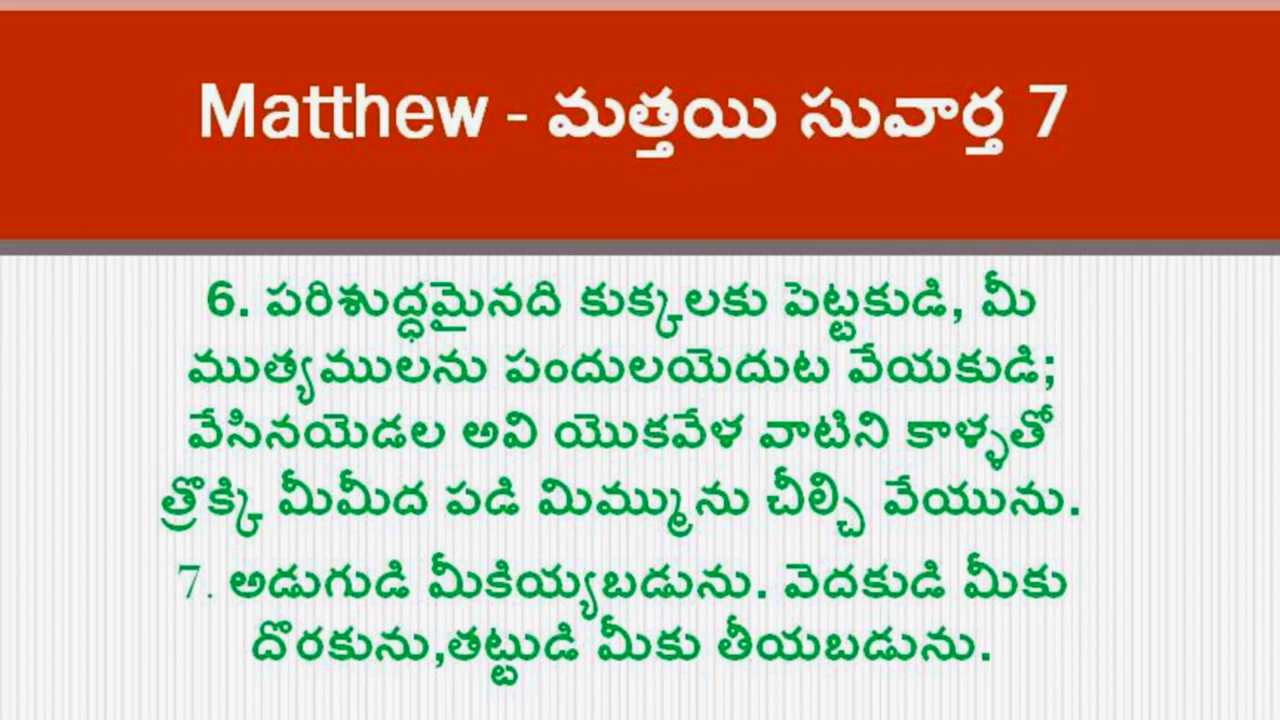 Matthew - మత్తయి సువార్త 7
6. పరిశుద్ధమైనది కుక్కలకు పెట్టకుడి, మీ
ముత్యములను పందులయెదుట వేయకుడి;
వేసినయెడల అవి యొకవేళ వాటిని కాళ్ళతో
త్రొక్కి మీమీద పడి మిమ్మును చీల్చి వేయును.
7. అడుగుడి మీకియ్యబడును. వెదకుడి మీకు
దొరకును,తట్టుడి మీకు తీయబడును.